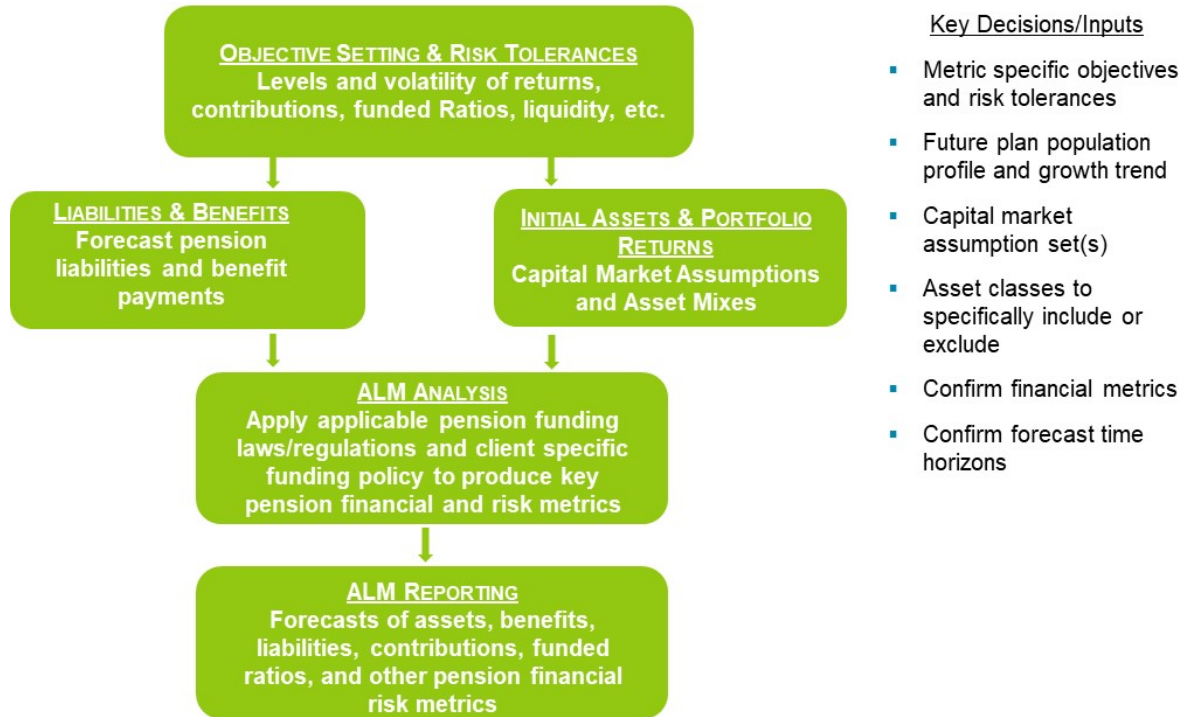 OBJECTIVE SETTING & RISK TOLERANCES
Levels and volatility of returns,
contributions, funded Ratios, liquidity, etc.
LIABILITIES & BENEFITS
Forecast pension
liabilities and benefit
payments
INITIAL ASSETS & PORTFOLIO
RETURNS
Capital Market Assumptions
and Asset Mixes
ALM ANALYSIS
Apply applicable pension funding
laws/regulations and client specific
funding policy to produce key
pension financial and risk metrics
ALM REPORTING
Forecasts of assets, benefits,
liabilities, contributions, funded
ratios, and other pension financial
risk metrics
Key Decisions/Inputs
▪ Metric specific objectives
and risk tolerances
▪ Future plan population
profile and growth trend
▪ Capital market
assumption set(s)
▪ Asset classes to
specifically include or
exclude
▪ Confirm financial metrics
▪ Confirm forecast time
horizons